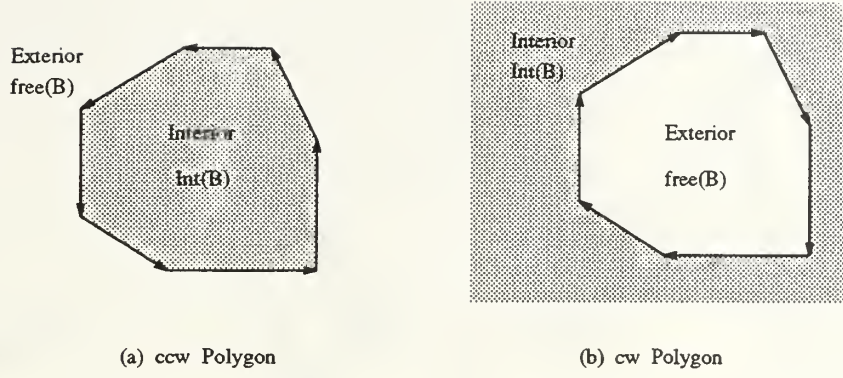 Exterior
free(B)
Interior
Int(B)
(a) ccw Polygon
Interior
Int(B)
Exterior
free(B)
(b) cw Polygon